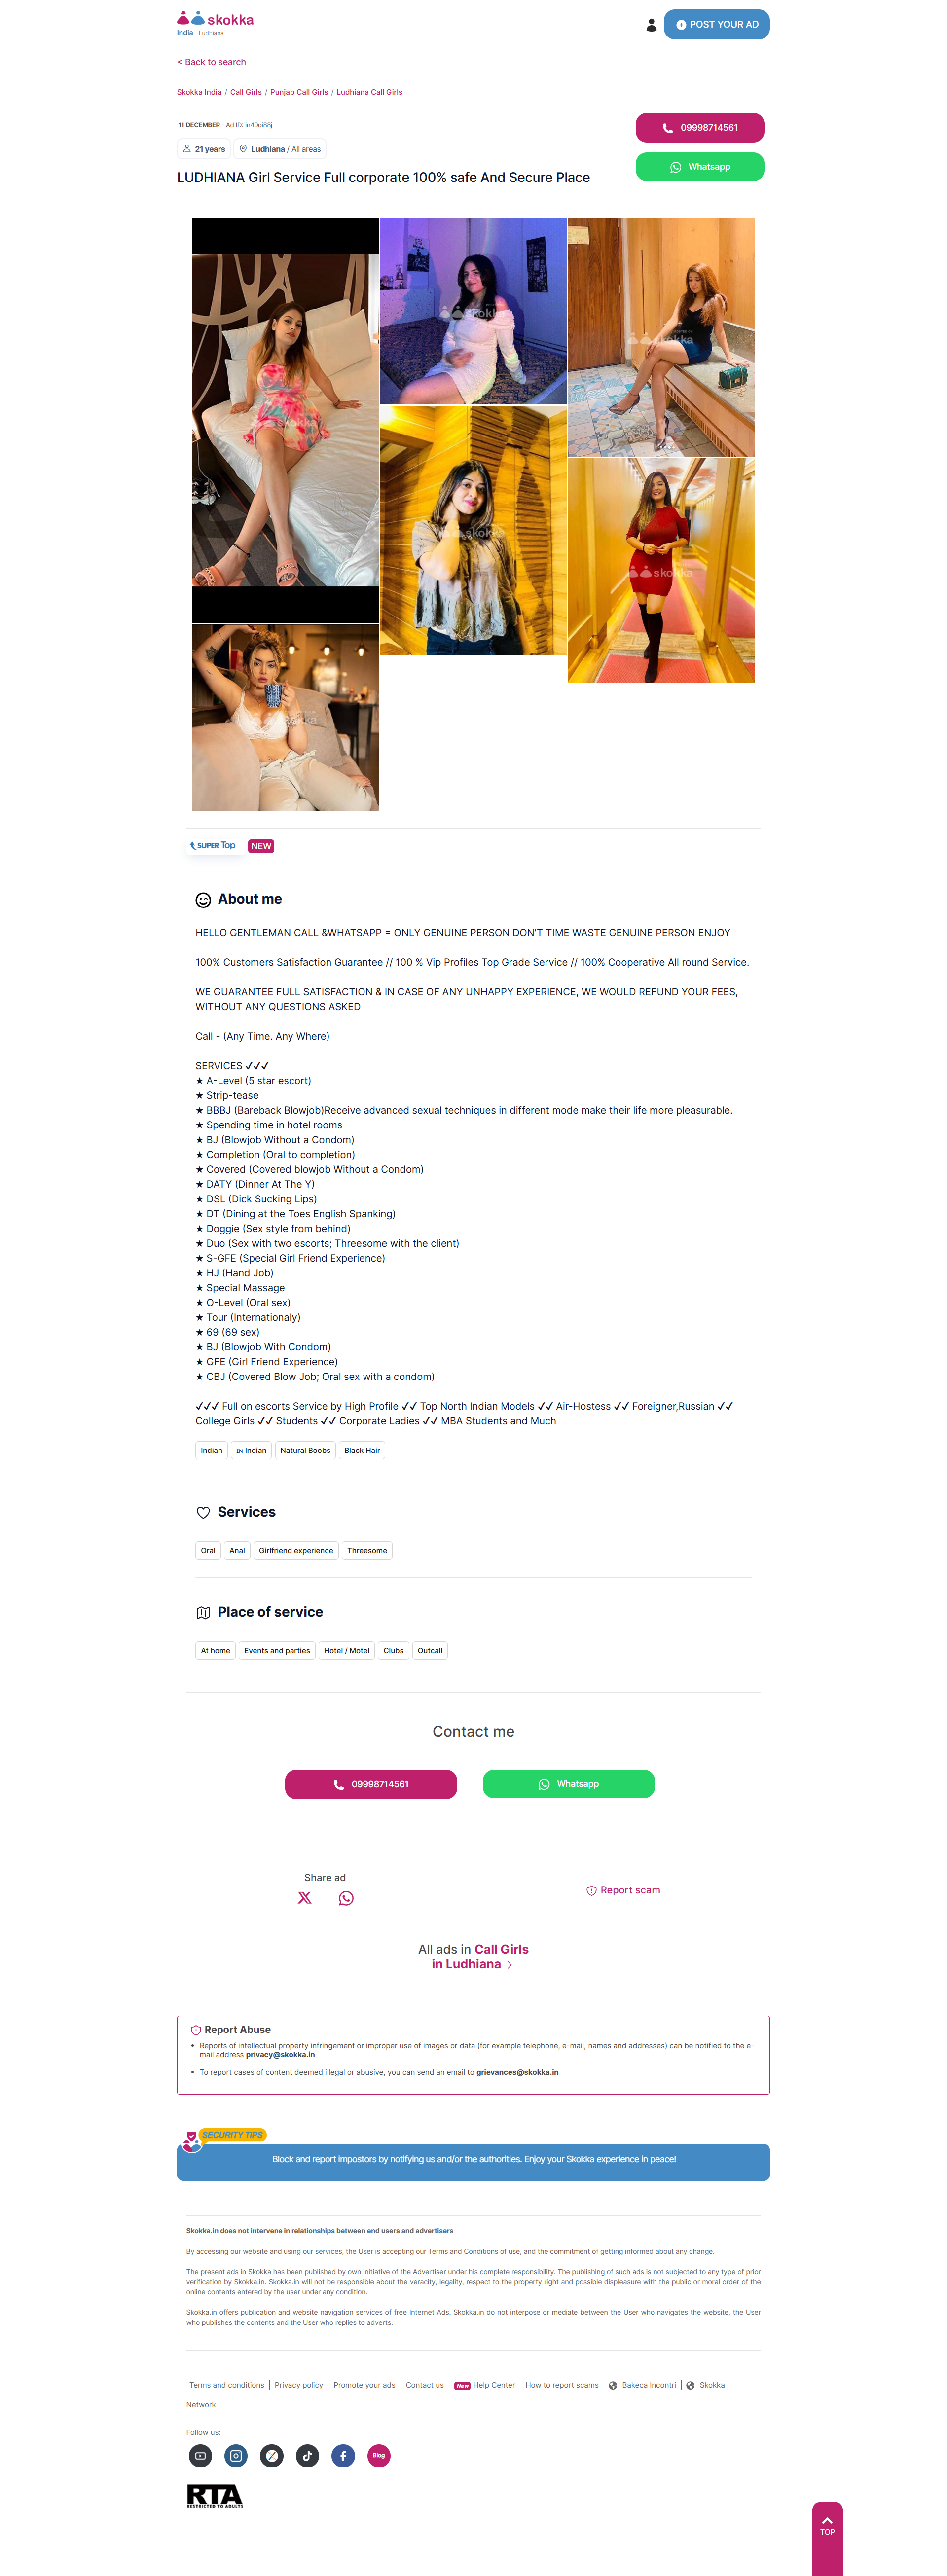 skokka
India Ludhiana
POST YOUR AD
< Back to search
Skokka India / Call Girls / Punjab Call Girls / Ludhiana Call Girls
11 DECEMBER - Ad ID: in40oi88j
09998714561
21 years
Ludhiana / All areas
Whatsapp
LUDHIANA Girl Service Full corporate 100% safe And Secure Place
skokka
skokka
skokka
skokka
skokka
skokka
SUPER Top
NEW
About me
HELLO GENTLEMAN CALL &WHATSAPP = ONLY GENUINE PERSON DON'T TIME WASTE GENUINE PERSON ENJOY
100% Customers Satisfaction Guarantee // 100 % Vip Profiles Top Grade Service // 100% Cooperative All round Service.
WE GUARANTEE FULL SATISFACTION & IN CASE OF ANY UNHAPPY EXPERIENCE, WE WOULD REFUND YOUR FEES,
WITHOUT ANY QUESTIONS ASKED
Call - (Any Time. Any Where)
SERVICES ✓✓✓
★ A-Level (5 star escort)
★ Strip-tease
★ BBBJ (Bareback Blowjob)Receive advanced sexual techniques in different mode make their life more pleasurable.
★ Spending time in hotel rooms
★ BJ (Blowjob Without a Condom)
★ Completion (Oral to completion)
★ Covered (Covered blowjob Without a Condom)
★ DATY (Dinner At The Y)
★ DSL (Dick Sucking Lips)
★ DT (Dining at the Toes English Spanking)
★ Doggie (Sex style from behind)
★ Duo (Sex with two escorts; Threesome with the client)
★ S-GFE (Special Girl Friend Experience)
★ HJ (Hand Job)
★ Special Massage
★ O-Level (Oral sex)
★ Tour (Internationaly)
★ 69 (69 sex)
★ BJ (Blowjob With Condom)
★ GFE (Girl Friend Experience)
★ CBJ (Covered Blow Job; Oral sex with a condom)
✓✓✓ Full on escorts Service by High Profile ✓✓ Top North Indian Models ✓✓ Air-Hostess ✓✓ Foreigner,Russian ✓✓
College Girls ✓✓ Students ✓✓ Corporate Ladies ✓✓ MBA Students and Much
Indian
IN Indian
Natural Boobs
Black Hair
Services
Oral
Anal
Girlfriend experience
Threesome
Place of service
At home
Events and parties
Hotel / Motel
Clubs
Outcall
Contact me
09998714561
Whatsapp
Share ad
Report scam
All ads in Call Girls
in Ludhiana >
Report Abuse
• Reports of intellectual property infringement or improper use of images or data (for example telephone, e-mail, names and addresses) can be notified to the e-
mail address privacy@skokka.in
• To report cases of content deemed illegal or abusive, you can send an email to grievances@skokka.in
SECURITY TIPS
Block and report impostors by notifying us and/or the authorities. Enjoy your Skokka experience in peace!
Skokka.in does not intervene in relationships between end users and advertisers
By accessing our website and using our services, the User is accepting our Terms and Conditions of use, and the commitment of getting informed about any change.
The present ads in Skokka has been published by own initiative of the Advertiser under his complete responsibility. The publishing of such ads is not subjected to any type of prior
verification by Skokka.in. Skokka.in will not be responsible about the veracity, legality, respect to the property right and possible displeasure with the public or moral order of the
online contents entered by the user under any condition.
Skokka.in offers publication and website navigation services of free Internet Ads. Skokka.in do not interpose or mediate between the User who navigates the website, the User
who publishes the contents and the User who replies to adverts.
Terms and conditions | Privacy policy | Promote your ads | Contact us | New Help Center | How to report scams | Bakeca Incontri | Skokka
Network
Follow us:
Blog
RTA
RESTRICTED TO ADULTS
TOP